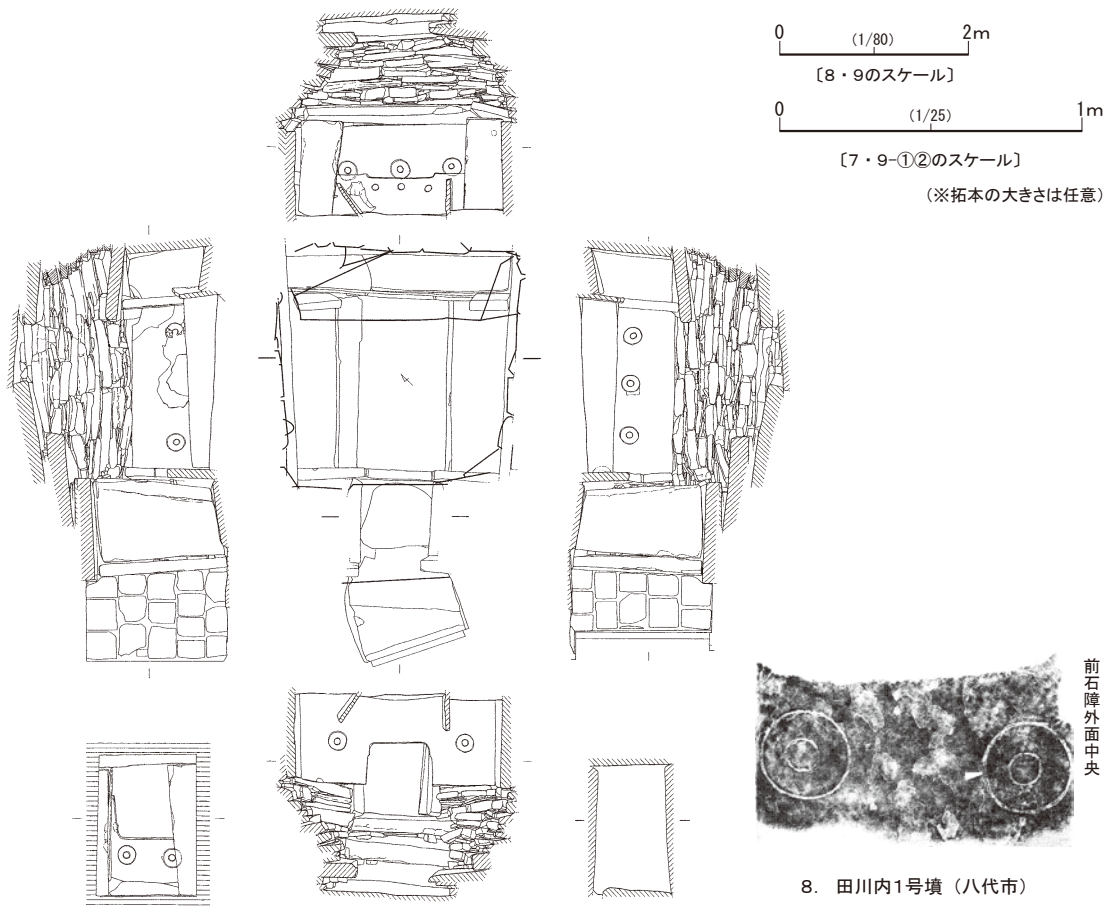 0 (1/80) 2m
〔8・9のスケール〕
0 (1/25) 1m
〔7・9-①②のスケール〕
(※拓本の大きさは任意)
前石障外面中央
8. 田川内1号墳(八代市)